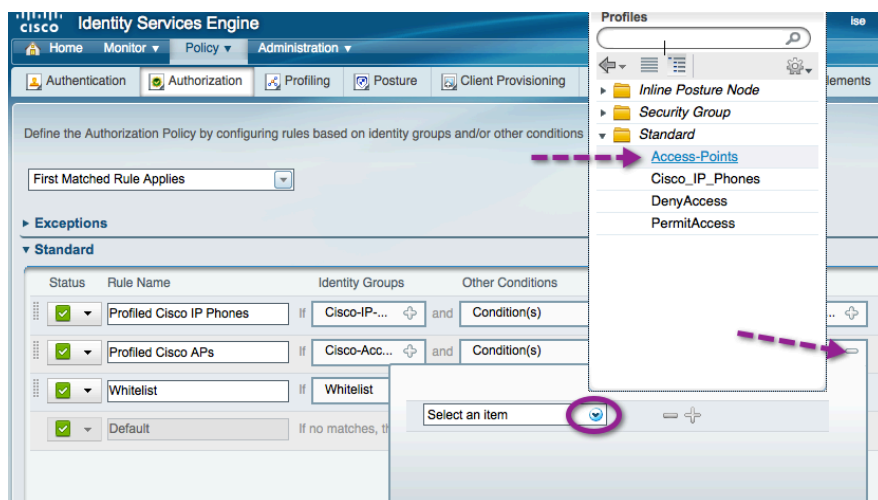 CISCO Identity Services Engine
ise
Home Monitor Policy Administration
Authentication Authorization Profiling Posture Client Provisioning lements
Define the Authorization Policy by configuring rules based on identity groups and/or other conditions
First Matched Rule Applies
Exceptions
Standard
Status Rule Name Identity Groups Other Conditions
Profiled Cisco IP Phones If Cisco-IP-... and Condition(s) ...
Profiled Cisco APs If Cisco-Acc... and Condition(s)
Whitelist If Whitelist
Default If no matches, th
Select an item
Profiles
Inline Posture Node
Security Group
Standard
Access-Points
Cisco_IP_Phones
DenyAccess
PermitAccess